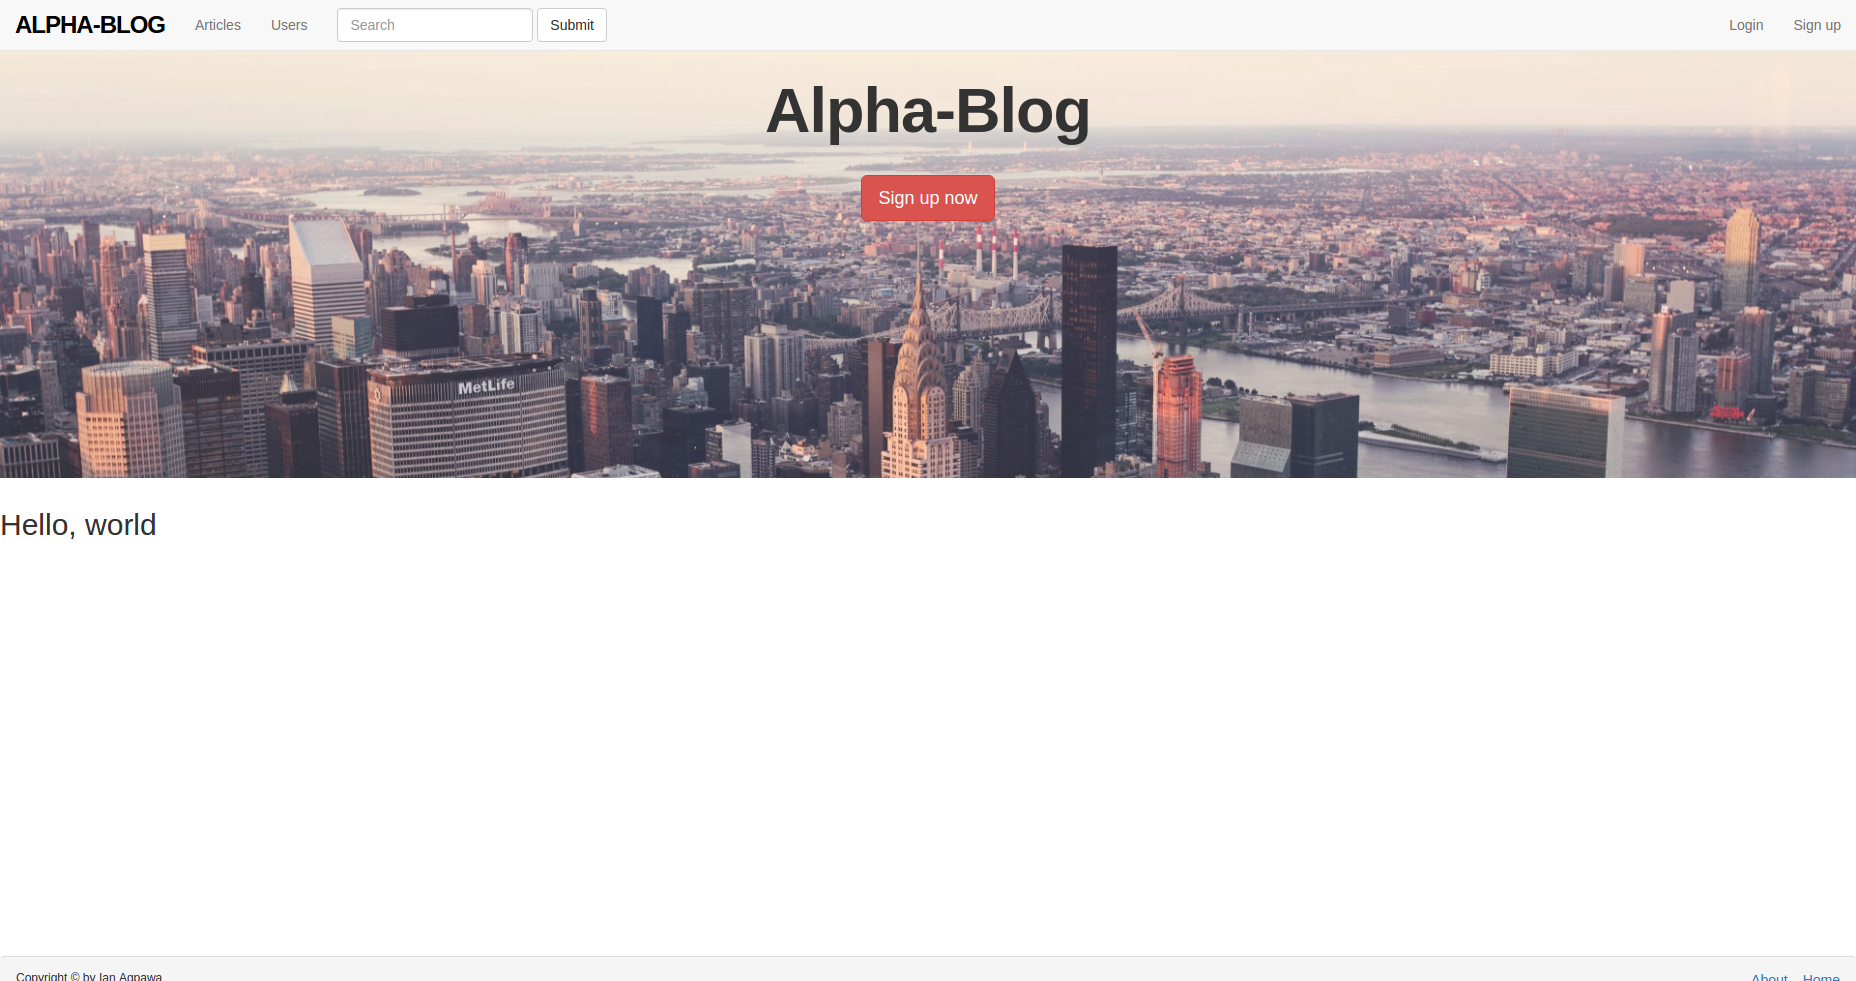 ALPHA-BLOG Articles Users Search Submit Login Sign up
Alpha-Blog
Sign up now
MetLife
Hello, world
Copyright © by Ian Agpawa About Home